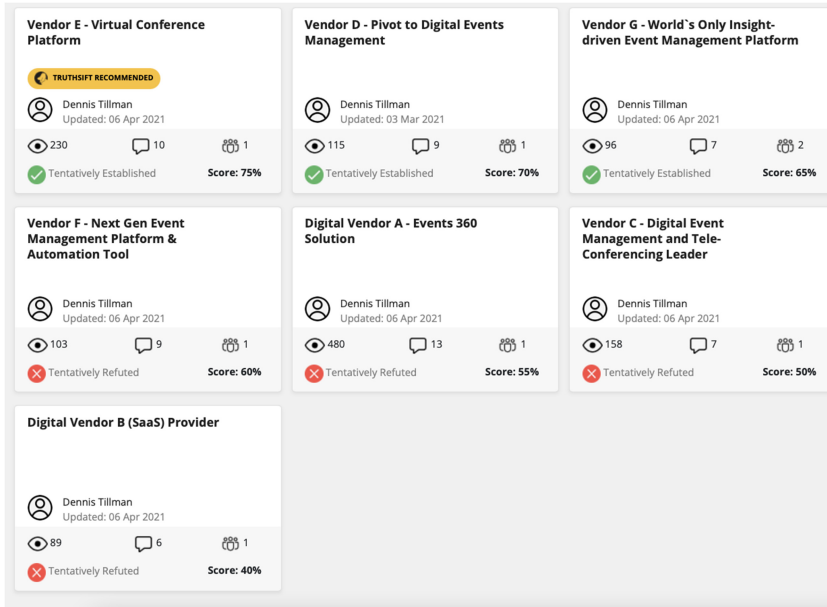 Vendor E - Virtual Conference
Platform
TRUTHSIFT RECOMMENDED
Dennis Tillman
Updated: 06 Apr 2021
230 10 1
Tentatively Established Score: 75%
Vendor D - Pivot to Digital Events
Management
Dennis Tillman
Updated: 03 Mar 2021
115 9 1
Tentatively Established Score: 70%
Vendor G - World`s Only Insight-
driven Event Management Platform
Dennis Tillman
Updated: 06 Apr 2021
96 7 2
Tentatively Established Score: 65%
Vendor F - Next Gen Event
Management Platform &
Automation Tool
Dennis Tillman
Updated: 06 Apr 2021
103 9 1
Tentatively Refuted Score: 60%
Digital Vendor A - Events 360
Solution
Dennis Tillman
Updated: 06 Apr 2021
480 13 1
Tentatively Refuted Score: 55%
Vendor C - Digital Event
Management and Tele-
Conferencing Leader
Dennis Tillman
Updated: 06 Apr 2021
158 7 1
Tentatively Refuted Score: 50%
Digital Vendor B (SaaS) Provider
Dennis Tillman
Updated: 06 Apr 2021
89 6 1
Tentatively Refuted Score: 40%